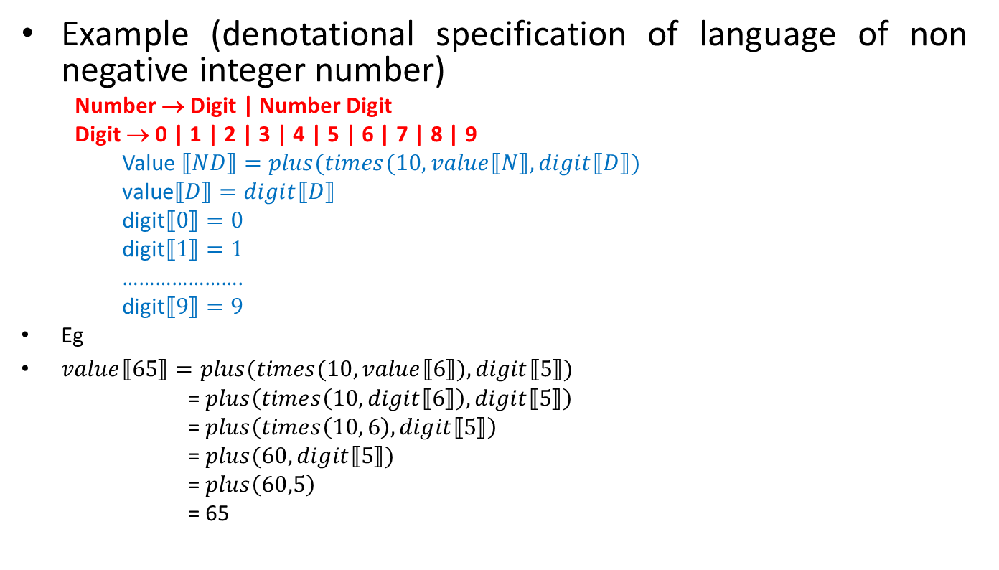 • Example (denotational specification of language of non
negative integer number)
Number → Digit | Number Digit
Digit → 0 | 1 | 2 | 3 | 4 | 5 | 6 | 7 | 8 | 9
Value ⟦ND⟧ = plus(times(10, value⟦N⟧, digit⟦D⟧)
value⟦D⟧ = digit⟦D⟧
digit⟦0⟧ = 0
digit⟦1⟧ = 1
………………….
digit⟦9⟧ = 9
• Eg
• value⟦65⟧ = plus(times(10, value⟦6⟧), digit⟦5⟧)
= plus(times(10, digit⟦6⟧), digit⟦5⟧)
= plus(times(10, 6), digit⟦5⟧)
= plus(60, digit⟦5⟧)
= plus(60,5)
= 65